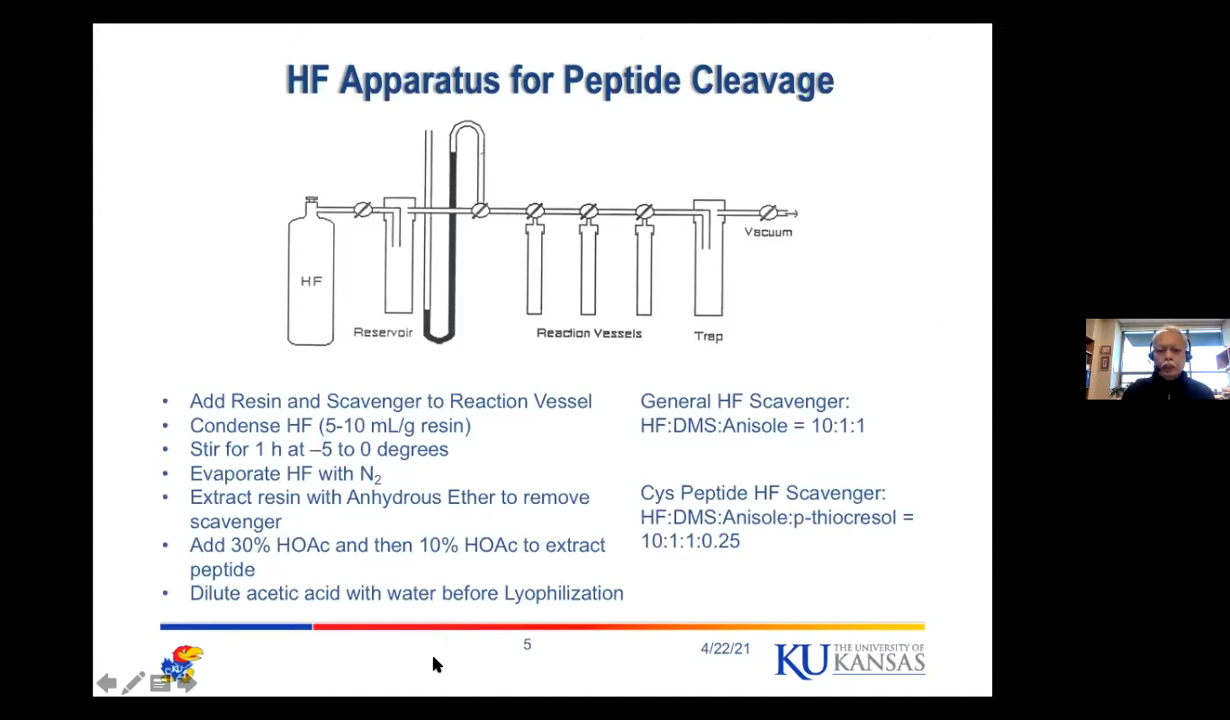 HF Apparatus for Peptide Cleavage
HF
Reservoir
Reaction Vessels
Trap
Vacuum
• Add Resin and Scavenger to Reaction Vessel
• Condense HF (5-10 mL/g resin)
• Stir for 1 h at –5 to 0 degrees
• Evaporate HF with N2
• Extract resin with Anhydrous Ether to remove
scavenger
• Add 30% HOAc and then 10% HOAc to extract
peptide
• Dilute acetic acid with water before Lyophilization
General HF Scavenger:
HF:DMS:Anisole = 10:1:1
Cys Peptide HF Scavenger:
HF:DMS:Anisole:p-thiocresol =
10:1:1:0.25
KU
5
4/22/21
KU THE UNIVERSITY OF
KANSAS